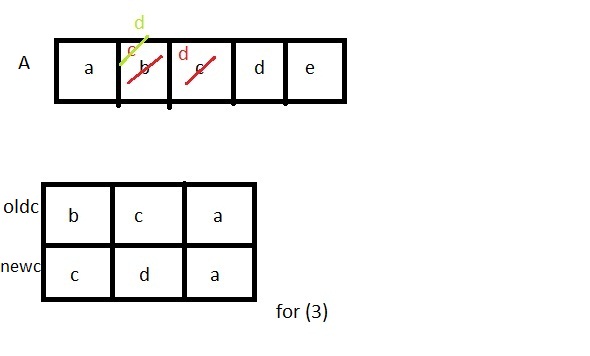 d
A a c b d c d e
oldc b c a
newc c d a
for (3)